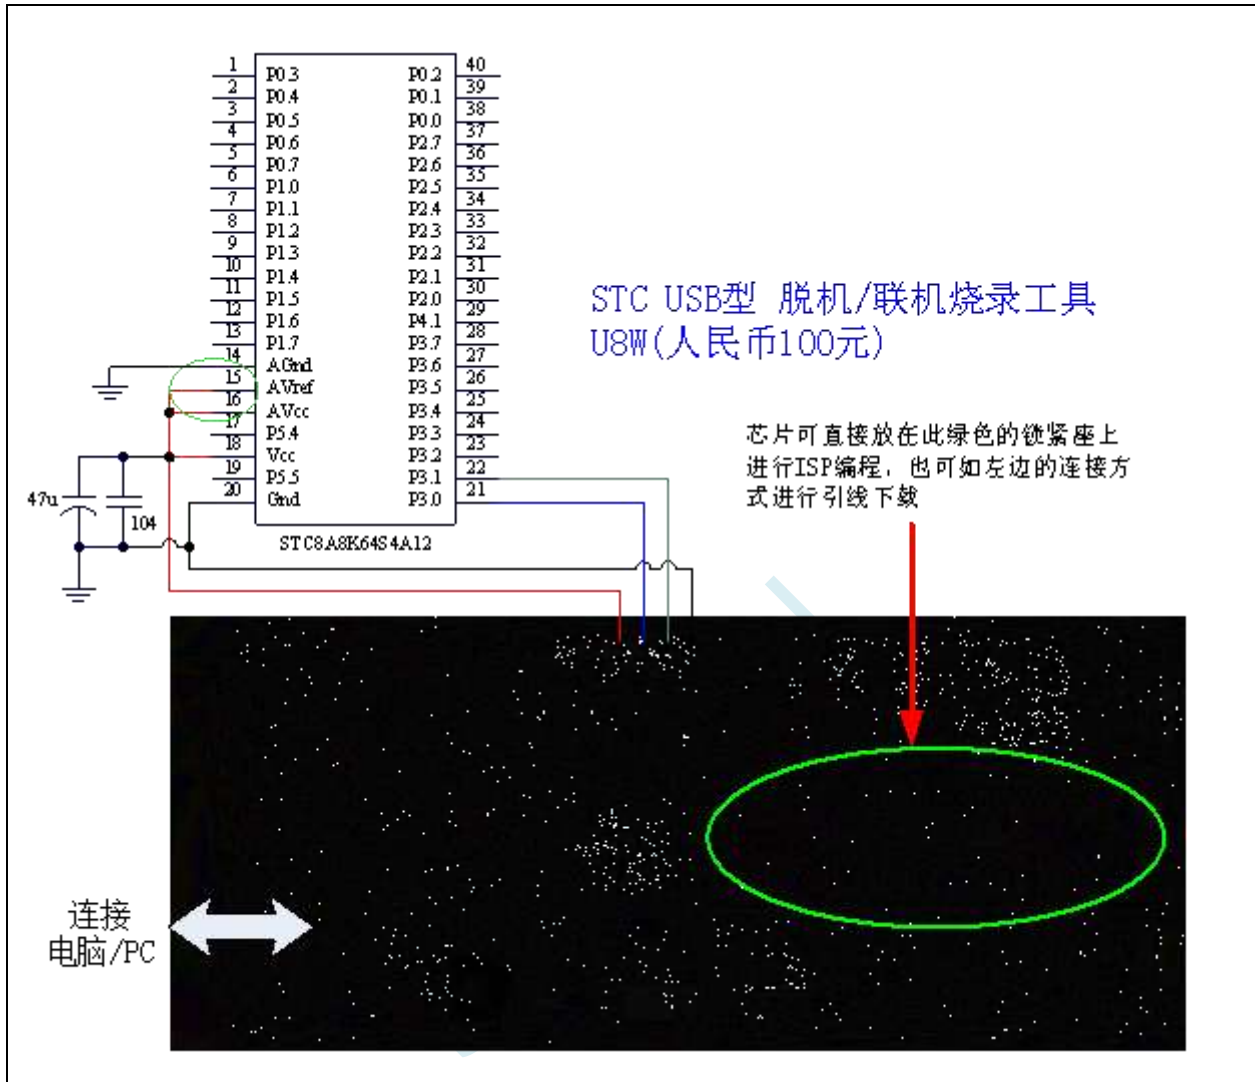 1 P0.3 P0.2 40
2 P0.4 P0.1 39
3 P0.5 P0.0 38
4 P0.6 P2.7 37
5 P0.7 P2.6 36
6 P1.0 P2.5 35
7 P1.1 P2.4 34
8 P1.2 P2.3 33
9 P1.3 P2.2 32
10 P1.4 P2.1 31
11 P1.5 P2.0 30
12 P1.6 P4.1 29
13 P1.7 P3.7 28
14 AGnd P3.6 27
15 AVref P3.5 26
16 AVcc P3.4 25
17 P5.4 P3.3 24
18 Vcc P3.2 23
19 P5.5 P3.1 22
20 Gnd P3.0 21
47u
104
STC8A8K64S4A12
STC USB型 脱机/联机烧录工具
U8W(人民币100元)
芯片可直接放在此绿色的锁紧座上
进行ISP编程，也可如左边的连接方
式进行引线下载
连接
电脑/PC